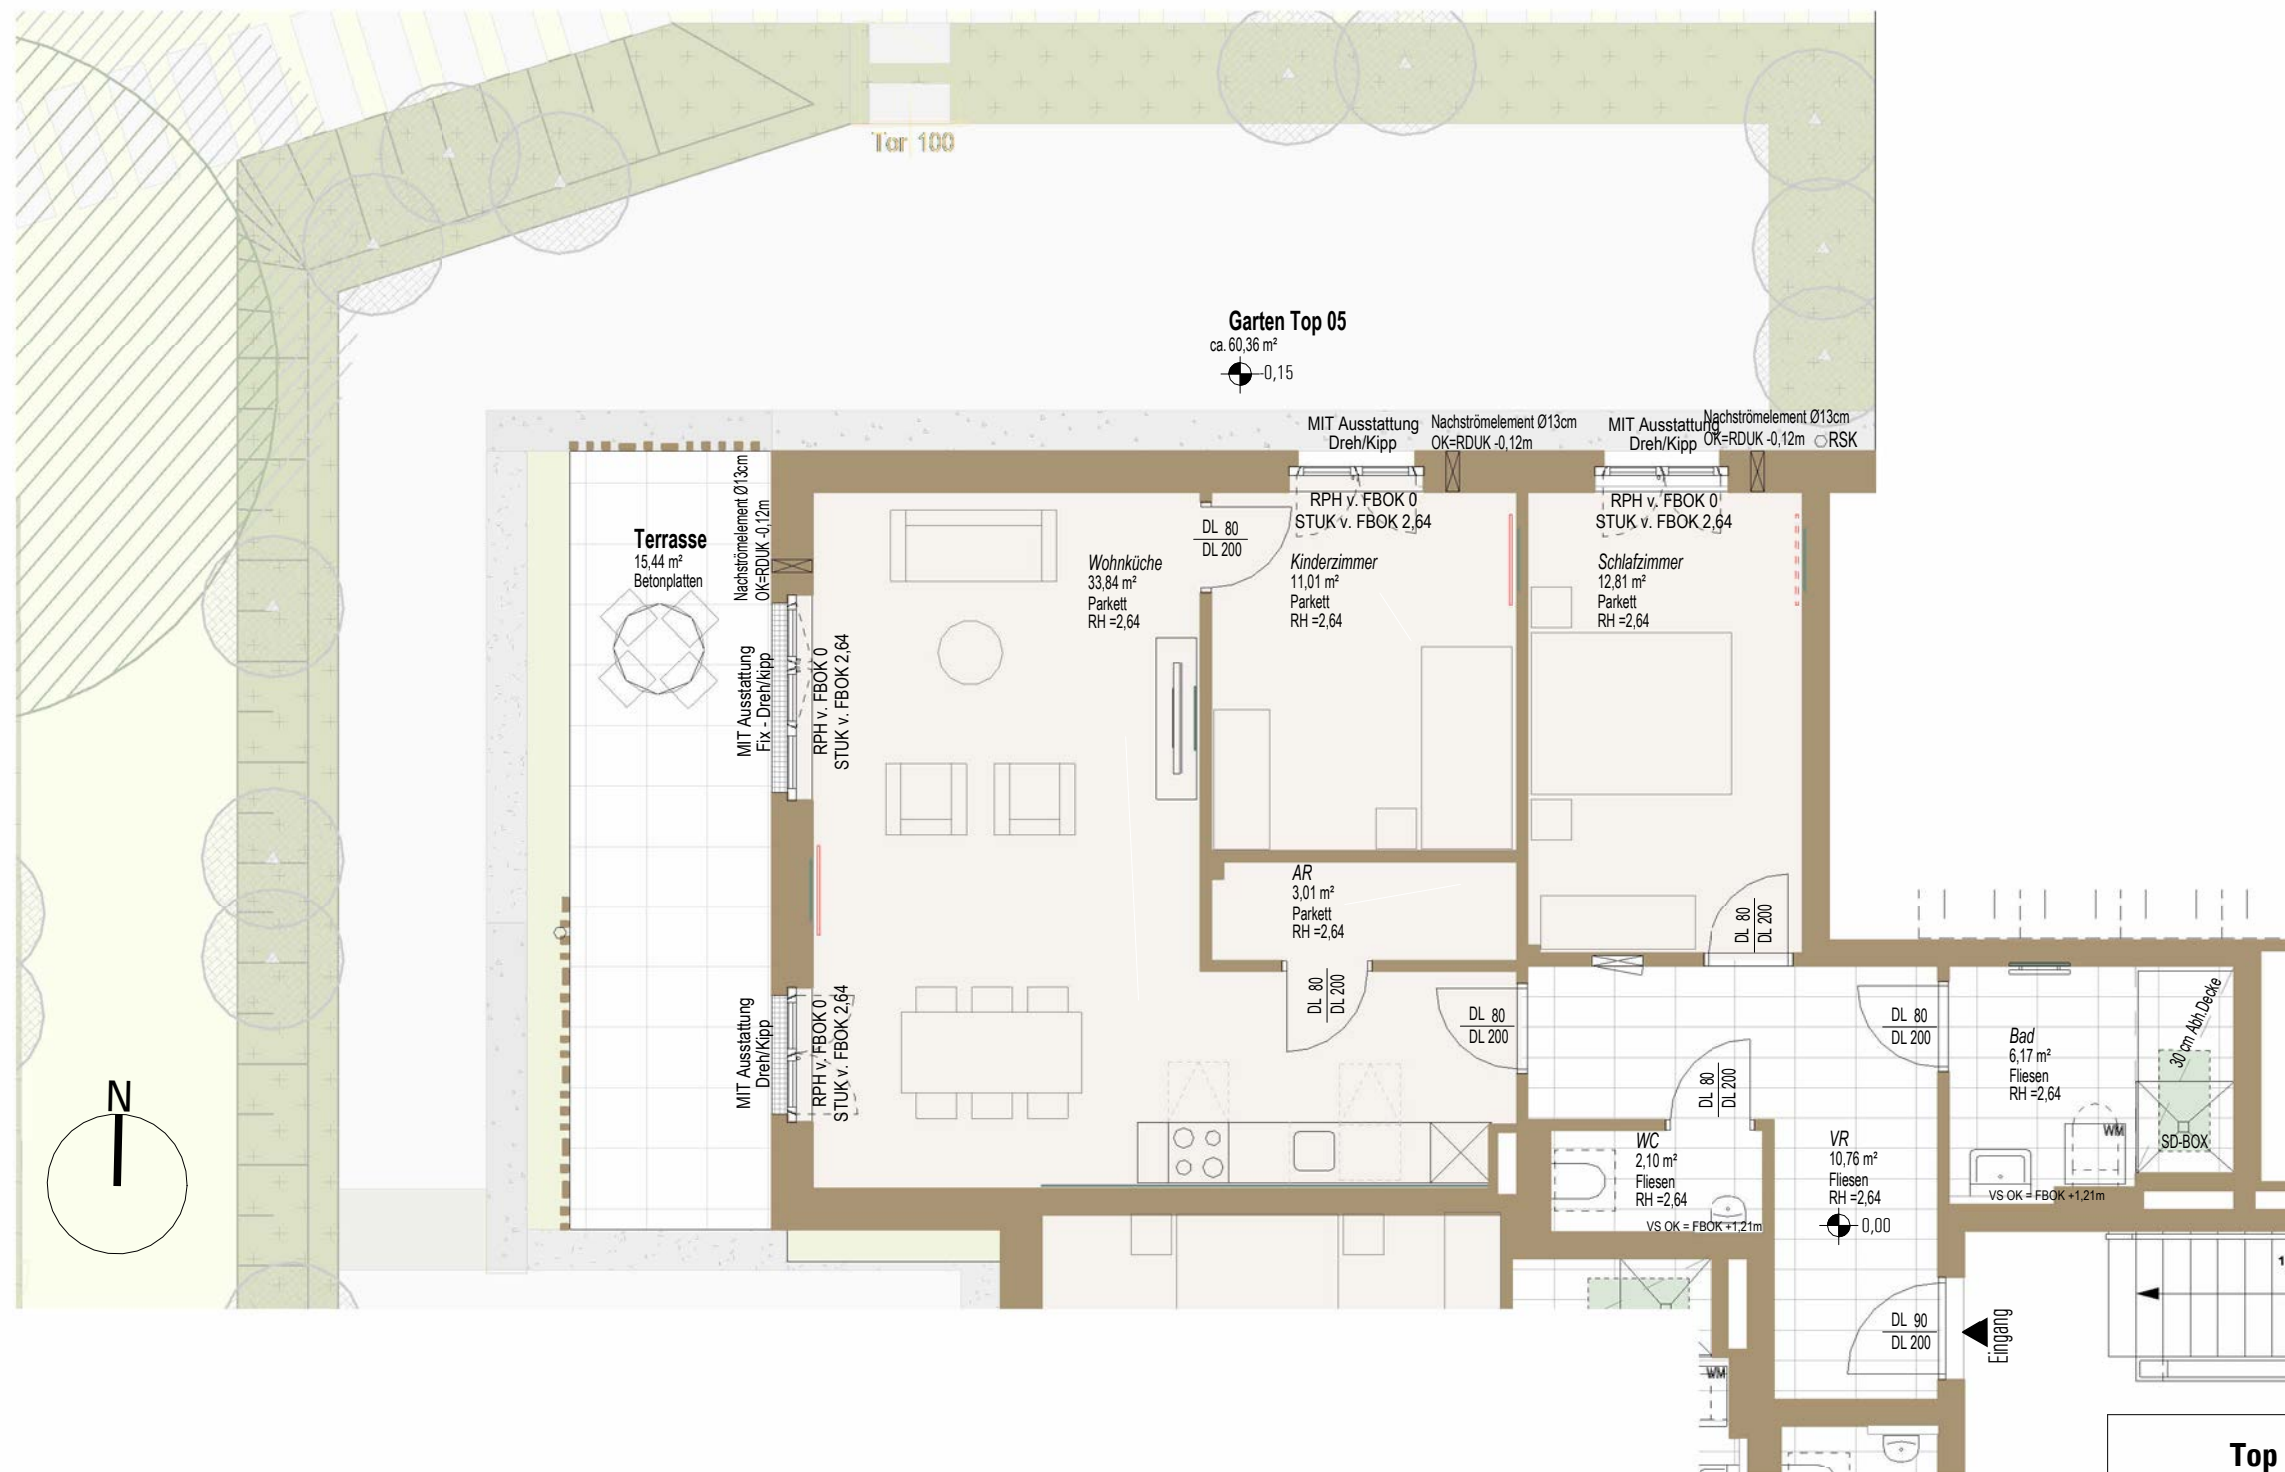 Tor 100
Garten Top 05
ca. 60,36 m²
-0,15
MIT Ausstattung
Dreh/Kipp
Nachströmelement Ø13cm
OK=RDUK -0,12m
MIT Ausstattung
Dreh/Kipp
Nachströmelement Ø13cm
OK=RDUK -0,12m
RSK
RPH v. FBOK 0
STUK v. FBOK 2,64
RPH v. FBOK 0
STUK v. FBOK 2,64
Terrasse
15,44 m²
Betonplatten
Nachströmelement Ø13cm
OK=RDUK -0,12m
MIT Ausstattung
Fix - Dreh/kipp
RPH v. FBOK 0
STUK v. FBOK 2,64
Wohnküche
33,84 m²
Parkett
RH =2,64
DL 80
DL 200
Kinderzimmer
11,01 m²
Parkett
RH =2,64
Schlafzimmer
12,81 m²
Parkett
RH =2,64
AR
3,01 m²
Parkett
RH =2,64
DL 80
DL 200
DL 80
DL 200
MIT Ausstattung
Dreh/Kipp
RPH v. FBOK 0
STUK v. FBOK 2,64
DL 80
DL 200
DL 80
DL 200
DL 80
DL 200
Bad
6,17 m²
Fliesen
RH =2,64
30 cm Abh.Decke
WM
SD-BOX
VS OK = FBOK +1,21m
WC
2,10 m²
Fliesen
RH =2,64
VS OK = FBOK +1,21m
VR
10,76 m²
Fliesen
RH =2,64
0,00
N
DL 90
DL 200
Eingang
1
WM
Top